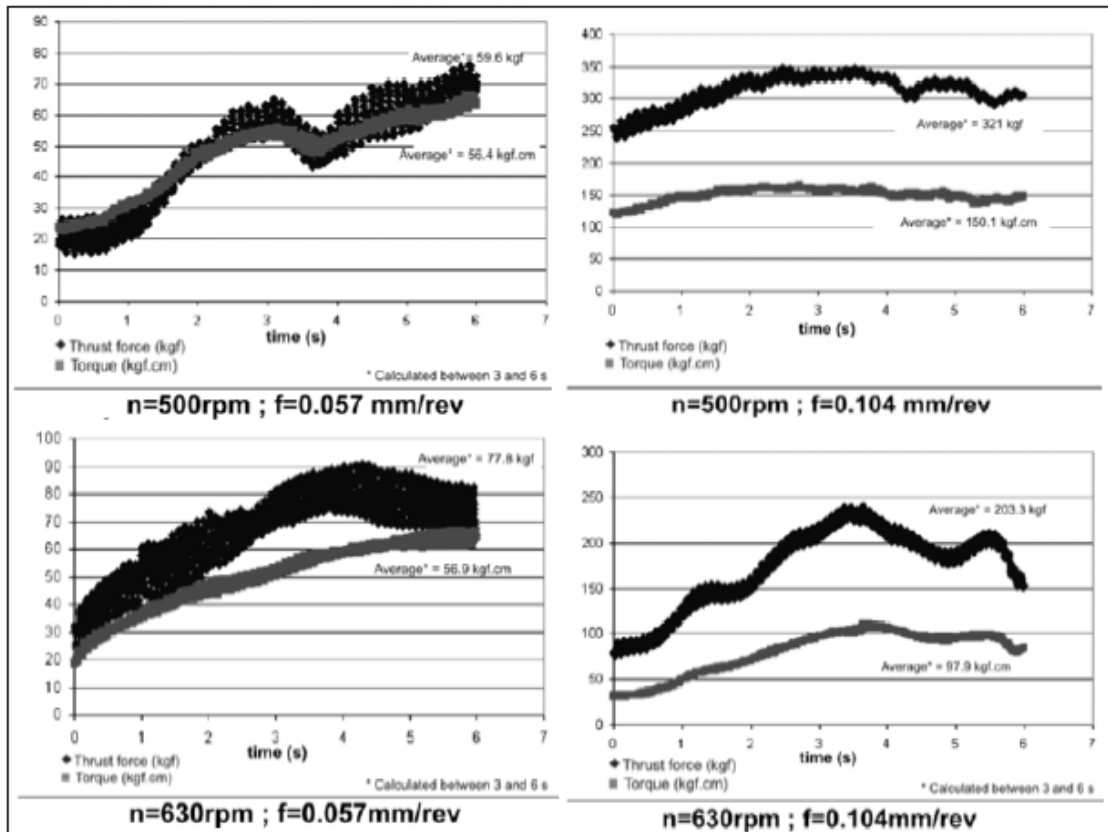 90
80
70
60
50
40
30
20
10
0
0 1 2 3 4 5 6 7
Average*= 59.6 kgf
Average* = 56.4 kgf.cm
time (s)
Thrust force (kgf)
Torque (kgf.cm)
* Calculated between 3 and 6 s
n=500rpm ; f=0.057 mm/rev
400
350
300
250
200
150
100
50
0
0 1 2 3 4 5 6 7
Average* = 321 kgf
Average* = 150.1 kgf.cm
time (s)
Thrust force (kgf)
Torque (kgf.cm)
* Calculated between 3 and 6 s
n=500rpm ; f=0.104 mm/rev
100
90
80
70
60
50
40
30
20
10
0
0 1 2 3 4 5 6 7
Average* = 77.8 kgf
Average* = 56.9 kgf.cm
time (s)
Thrust force (kgf)
Torque (kgf.cm)
* Calculated between 3 and 6 s
n=630rpm ; f=0.057mm/rev
300
250
200
150
100
50
0
0 1 2 3 4 5 6 7
Average* = 203.3 kgf
Average* = 97.9 kgf.cm
time (s)
Thrust force (kgf)
Torque (kgf.cm)
* Calculated between 3 and 6 s
n=630rpm ; f=0.104mm/rev